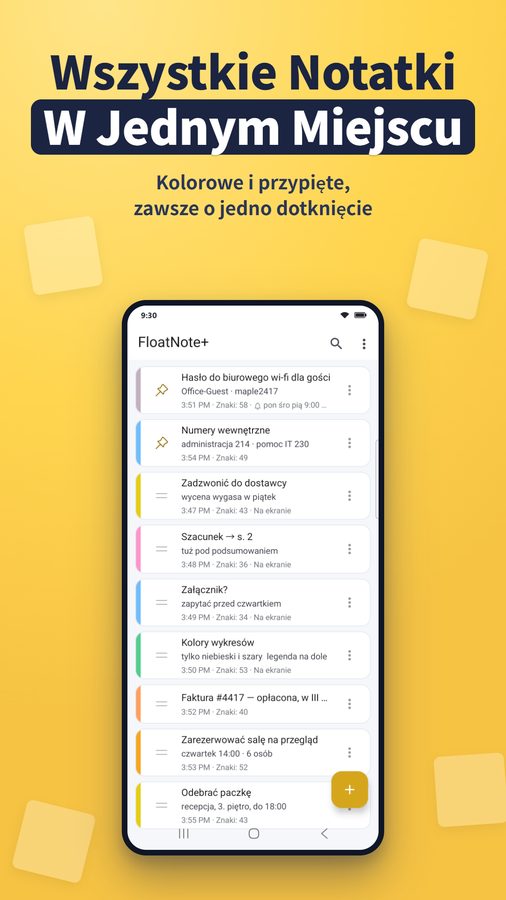 Wszystkie Notatki
W Jednym Miejscu
Kolorowe i przypięte,
zawsze o jedno dotknięcie
9:30
FloatNote+
Hasło do biurowego wi-fi dla gości
Office-Guest · maple2417
3:51 PM · Znaki: 58 · pon śro pią 9:00 ...
Numery wewnętrzne
administracja 214 · pomoc IT 230
3:54 PM · Znaki: 49
Zadzwonić do dostawcy
wycena wygasa w piątek
3:47 PM · Znaki: 43 · Na ekranie
Szacunek → s. 2
tuż pod podsumowaniem
3:48 PM · Znaki: 36 · Na ekranie
Załącznik?
zapytać przed czwartkiem
3:49 PM · Znaki: 34 · Na ekranie
Kolory wykresów
tylko niebieski i szary legenda na dole
3:50 PM · Znaki: 53 · Na ekranie
Faktura #4417 — opłacona, w III ...
3:52 PM · Znaki: 40
Zarezerwować salę na przegląd
czwartek 14:00 · 6 osób
3:53 PM · Znaki: 52
Odebrać paczkę
recepcja, 3. piętro, do 18:00
3:55 PM · Znaki: 43